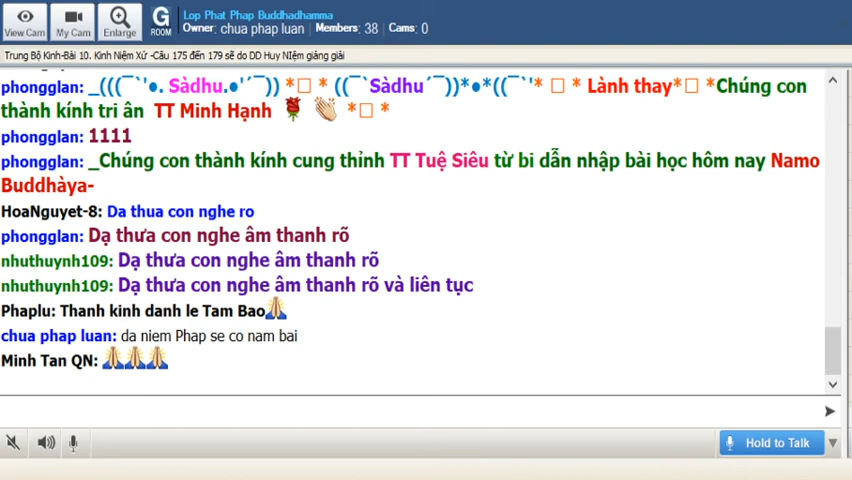 Lop Phat Phap Buddhadhamma
Owner: chua phap luan: Members: 38 Cams: 0
View Cam My Cam Enlarge G ROOM
Trung Bộ Kinh-Bài 10. Kinh Niệm Xứ -Câu 175 đến 179 sẽ do DD Huy NIệm giảng giải
phongglan: _(((¯`'●. Sàdhu.●'´¯)) *□ * ((¯`Sàdhu´¯))*●*((¯`'* □ * Lành thay*□ *Chúng con
thành kính tri ân TT Minh Hạnh 🌹 👏 *□ *
phongglan: 1111
phongglan: _Chúng con thành kính cung thỉnh TT Tuệ Siêu từ bi dẫn nhập bài học hôm nay Namo
Buddhàya-
HoaNguyet-8: Da thua con nghe ro
phongglan: Dạ thưa con nghe âm thanh rõ
nhuthuynh109: Dạ thưa con nghe âm thanh rõ
nhuthuynh109: Dạ thưa con nghe âm thanh rõ và liên tục
Phaplu: Thanh kinh danh le Tam Bao🙏
chua phap luan: da niem Phap se co nam bai
Minh Tan QN: 🙏🙏🙏
Hold to Talk